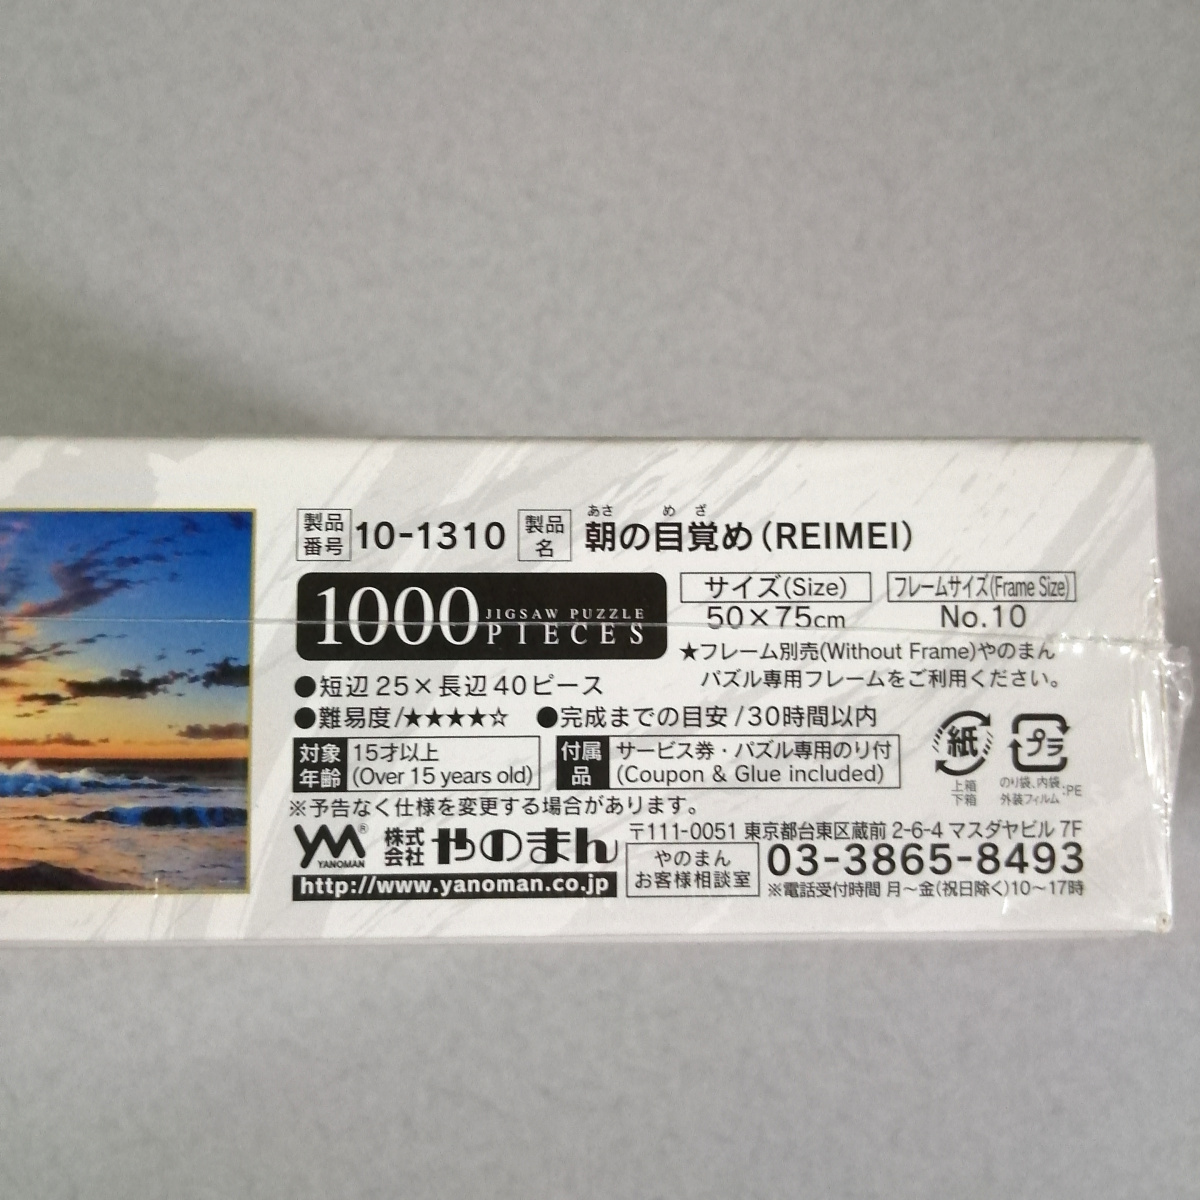 製品番号 10-1310 製品名 朝の目覚め(REIMEI)
あさ めざ
1000 JIGSAW PUZZLE PIECES
サイズ(Size) フレームサイズ(Frame Size)
50×75cm No.10
★フレーム別売(Without Frame)やのまん
パズル専用フレームをご利用ください。
●短辺25×長辺40ピース
●難易度/★★★★☆ ●完成までの目安/30時間以内
対象年齢 15才以上 (Over 15 years old)
付属品 サービス券・パズル専用のり付 (Coupon & Glue included)
紙 プラ
上箱 下箱
のり袋、内袋、外装フィルム:PE
※予告なく仕様を変更する場合があります。
YM® YANOMAN 株式会社 やのまん
http://www.yanoman.co.jp
〒111-0051 東京都台東区蔵前2-6-4 マスダヤビル7F
やのまんお客様相談室 03-3865-8493
※電話受付時間 月〜金(祝日除く)10〜17時